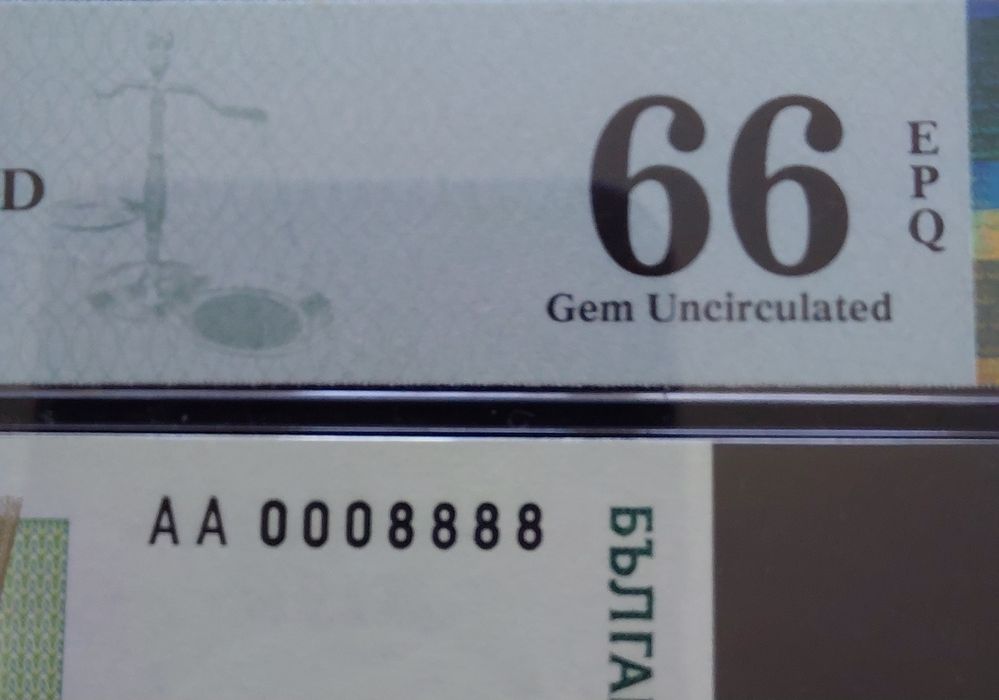 D
66
EPQ
Gem Uncirculated
AA 0008888
БЪЛГА